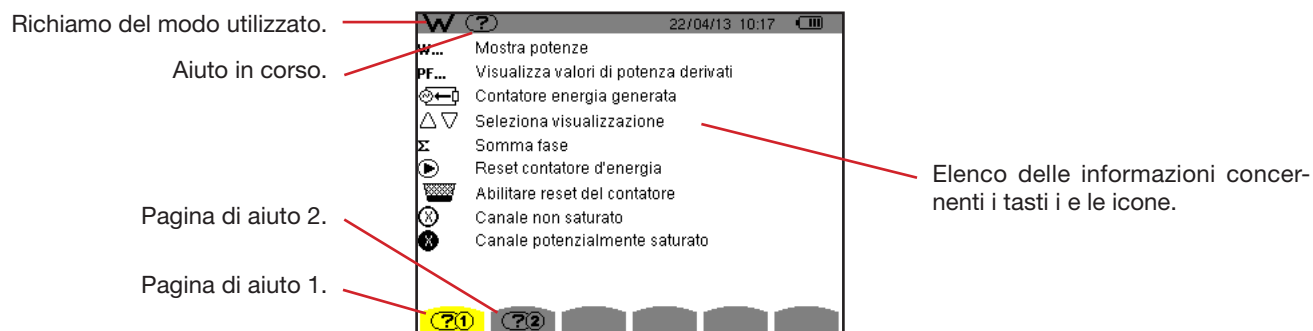 Richiamo del modo utilizzato.
Aiuto in corso.
Pagina di aiuto 2.
Pagina di aiuto 1.
W ? 22/04/13 10:17
W... Mostra potenze
PF... Visualizza valori di potenza derivati
Contatore energia generata
Seleziona visualizzazione
Σ Somma fase
Reset contatore d'energia
Abilitare reset del contatore
X Canale non saturato
X Canale potenzialmente saturato
?1 ?2
Elenco delle informazioni concer-
nenti i tasti i e le icone.